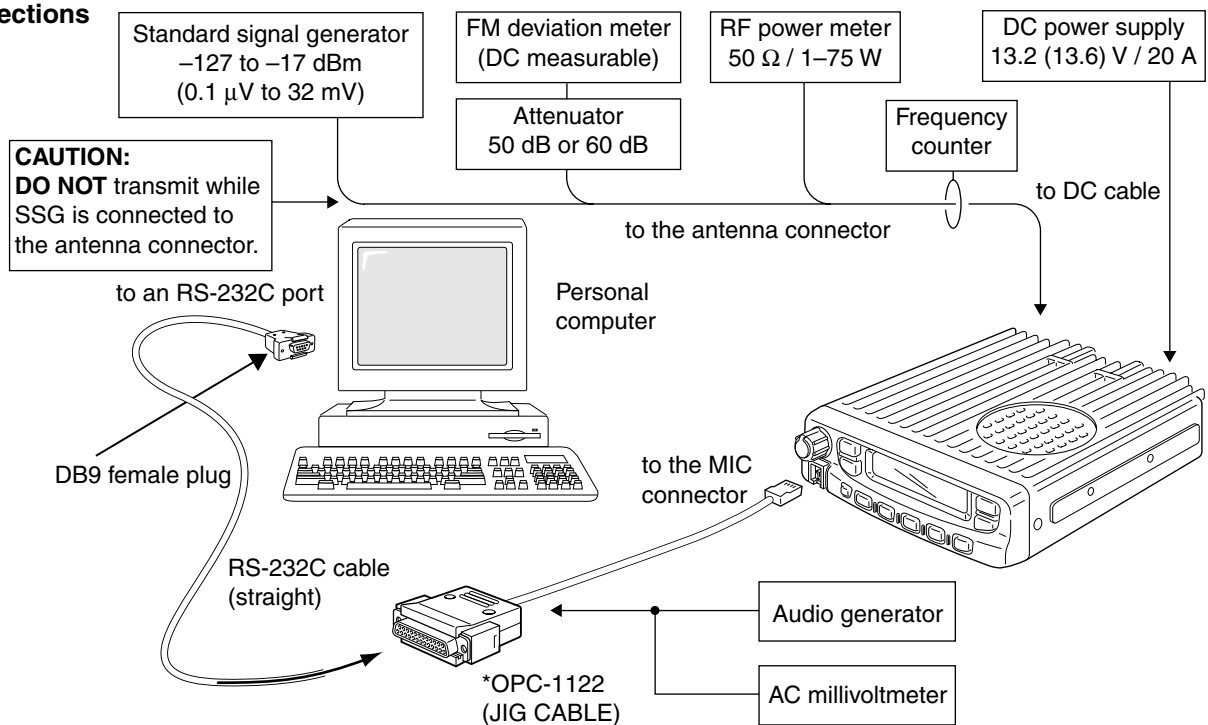 ections
Standard signal generator
–127 to –17 dBm
(0.1 µV to 32 mV)
FM deviation meter
(DC measurable)
Attenuator
50 dB or 60 dB
RF power meter
50 Ω / 1–75 W
DC power supply
13.2 (13.6) V / 20 A
Frequency
counter
CAUTION:
DO NOT transmit while
SSG is connected to
the antenna connector.
to DC cable
to the antenna connector
to an RS-232C port
Personal
computer
DB9 female plug
to the MIC
connector
RS-232C cable
(straight)
Audio generator
*OPC-1122
(JIG CABLE)
AC millivoltmeter